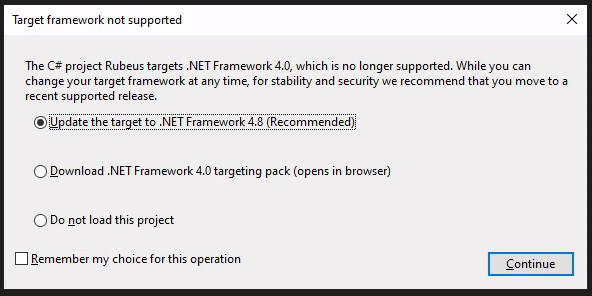 Target framework not supported
The C# project Rubeus targets .NET Framework 4.0, which is no longer supported. While you can
change your target framework at any time, for stability and security we recommend that you move to a
recent supported release.
Update the target to .NET Framework 4.8 (Recommended)
Download .NET Framework 4.0 targeting pack (opens in browser)
Do not load this project
Remember my choice for this operation
Continue